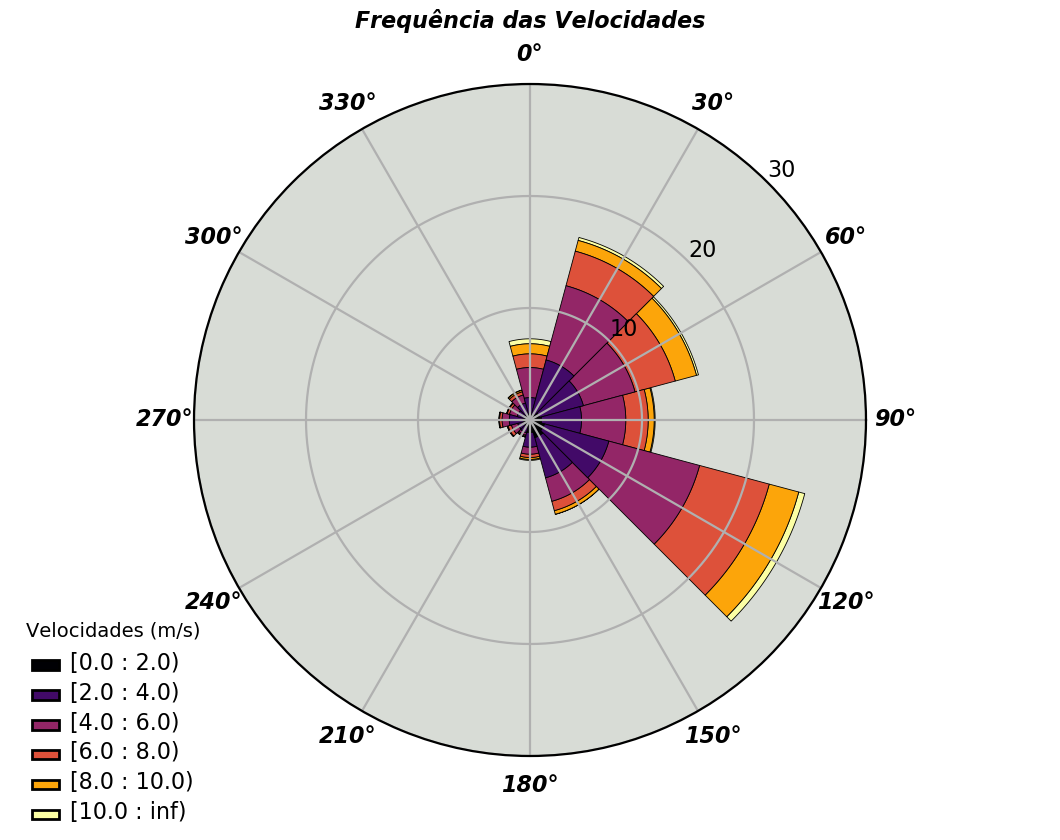 Frequência das Velocidades
0°
330°
30°
30
300°
60°
20
10
270°
90°
240°
120°
210°
150°
180°
Velocidades (m/s)
[0.0 : 2.0)
[2.0 : 4.0)
[4.0 : 6.0)
[6.0 : 8.0)
[8.0 : 10.0)
[10.0 : inf)